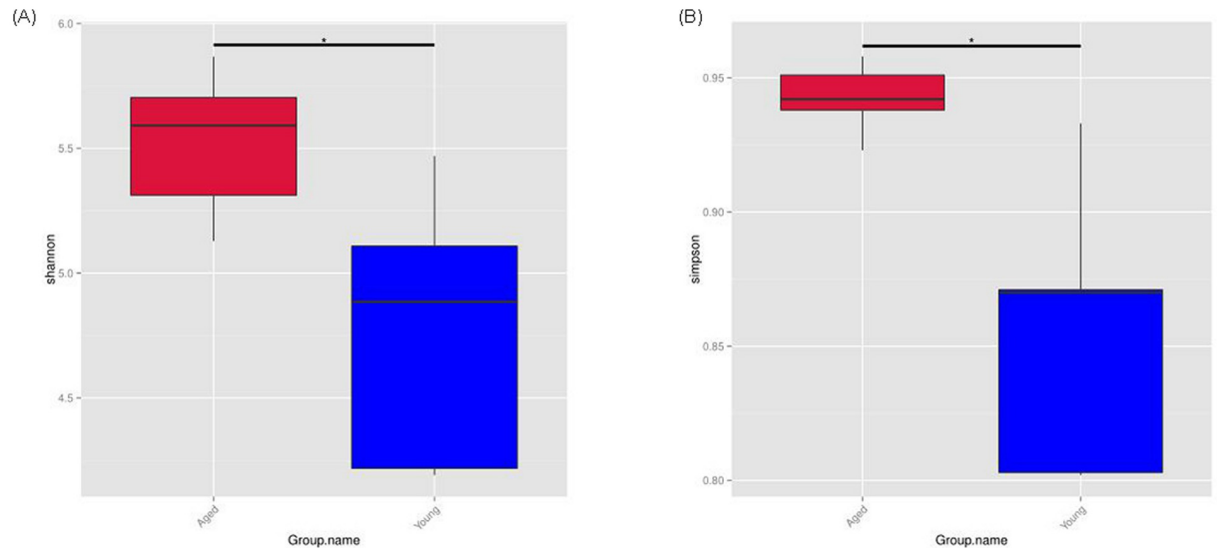 (A)
6.0
5.5
5.0
4.5
shannon
*
Aged
Young
Group.name
(B)
0.95
0.90
0.85
0.80
simpson
*
Aged
Young
Group.name